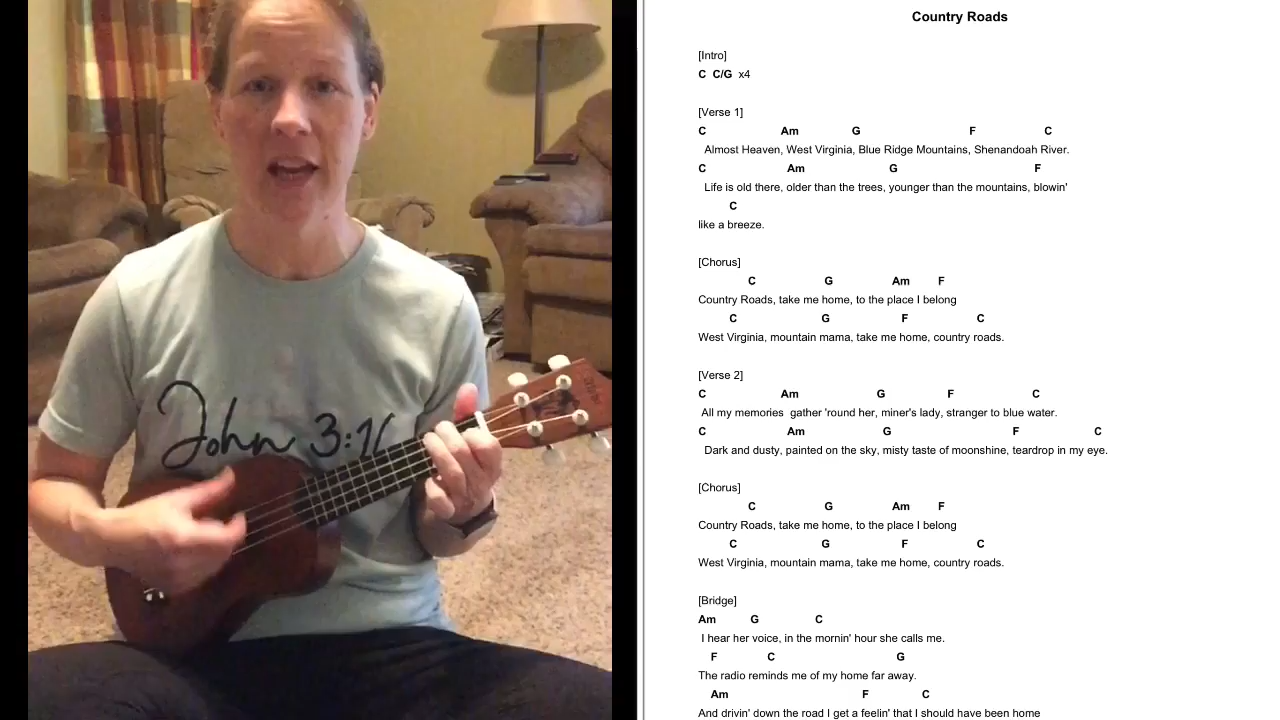 John 3:16
Country Roads
[Intro]
C C/G x4
[Verse 1]
C Am G F C
Almost Heaven, West Virginia, Blue Ridge Mountains, Shenandoah River.
C Am G F
Life is old there, older than the trees, younger than the mountains, blowin'
C
like a breeze.
[Chorus]
C G Am F
Country Roads, take me home, to the place I belong
C G F C
West Virginia, mountain mama, take me home, country roads.
[Verse 2]
C Am G F C
All my memories gather 'round her, miner's lady, stranger to blue water.
C Am G F C
Dark and dusty, painted on the sky, misty taste of moonshine, teardrop in my eye.
[Chorus]
C G Am F
Country Roads, take me home, to the place I belong
C G F C
West Virginia, mountain mama, take me home, country roads.
[Bridge]
Am G C
I hear her voice, in the mornin' hour she calls me.
F C G
The radio reminds me of my home far away.
Am F C
And drivin' down the road I get a feelin' that I should have been home